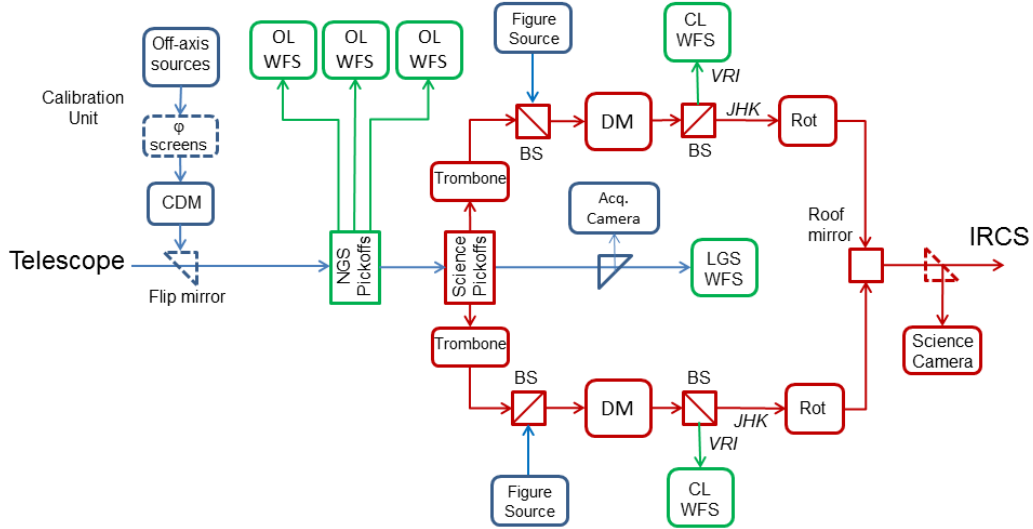 Off-axis
sources
Calibration
Unit
φ
screens
CDM
Telescope
Flip mirror
OL
WFS
OL
WFS
OL
WFS
NGS
Pickoffs
Science
Pickoffs
Figure
Source
BS
Trombone
DM
CL
WFS
VRI
BS
JHK
Rot
Acq.
Camera
LGS
WFS
Roof
mirror
IRCS
Science
Camera
Trombone
BS
Figure
Source
DM
BS
JHK
VRI
CL
WFS
Rot